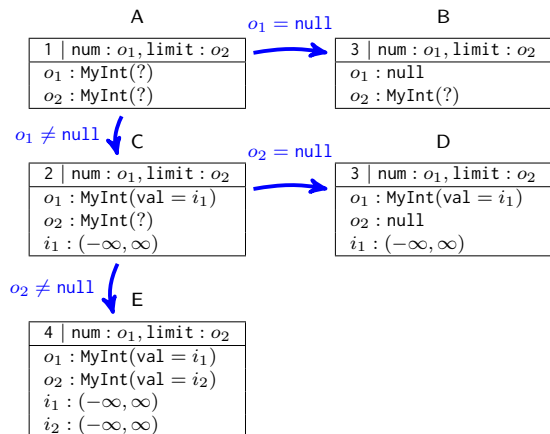 A
1 | num : o₁, limit : o₂
o₁ : MyInt(?)
o₂ : MyInt(?)
o₁ = null
B
3 | num : o₁, limit : o₂
o₁ : null
o₂ : MyInt(?)
o₁ ≠ null
C
2 | num : o₁, limit : o₂
o₁ : MyInt(val = i₁)
o₂ : MyInt(?)
i₁ : (−∞, ∞)
o₂ = null
D
3 | num : o₁, limit : o₂
o₁ : MyInt(val = i₁)
o₂ : null
i₁ : (−∞, ∞)
o₂ ≠ null
E
4 | num : o₁, limit : o₂
o₁ : MyInt(val = i₁)
o₂ : MyInt(val = i₂)
i₁ : (−∞, ∞)
i₂ : (−∞, ∞)